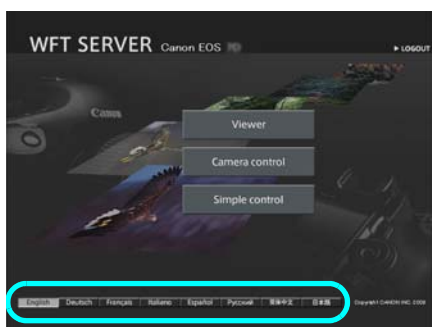 WFT SERVER Canon EOS
LOGOUT
Canon
Viewer
Camera control
Simple control
English Deutsch Français Italiano Español Русский 简体中文 日本語
Copyright CANON INC. 2009